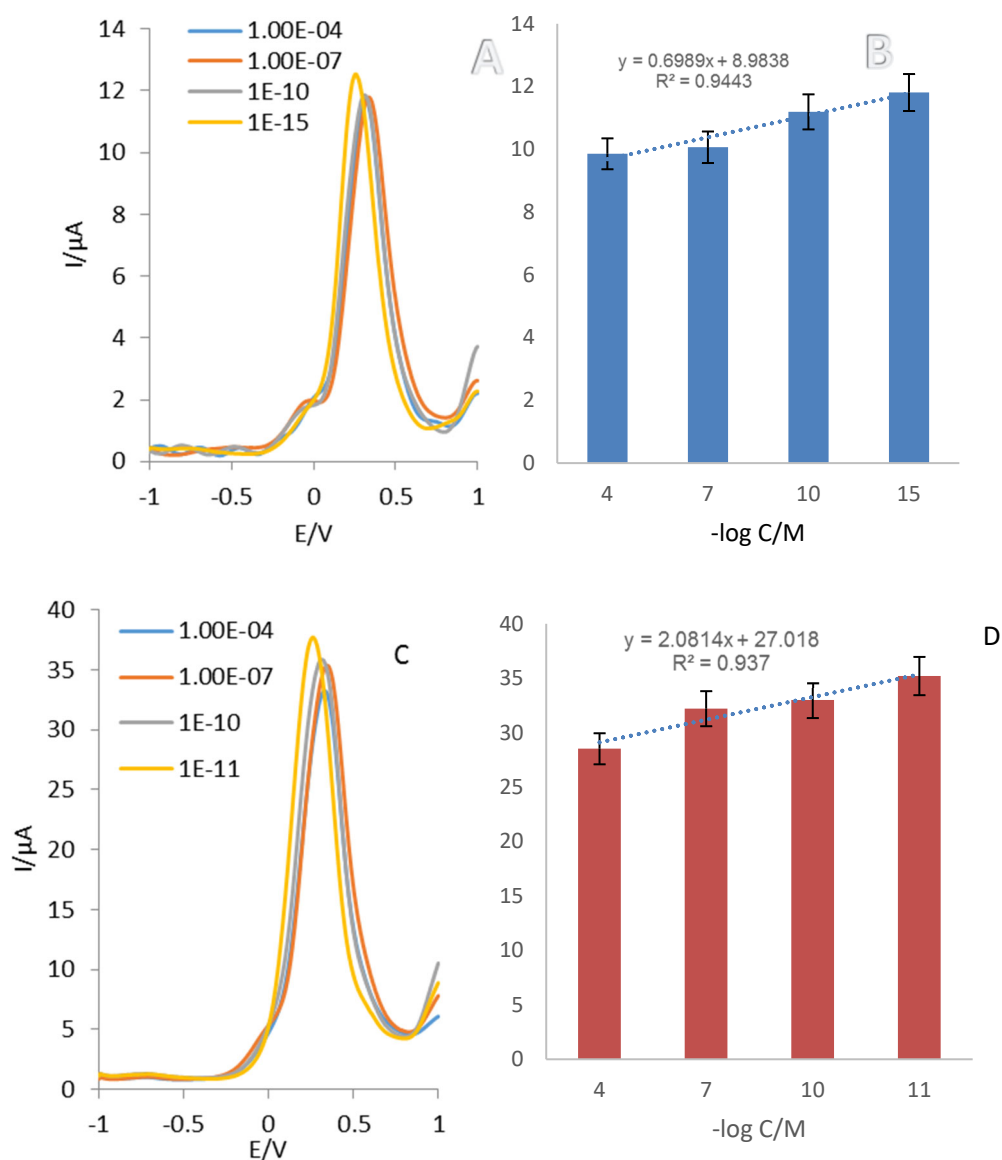 1.00E-04
1.00E-07
1E-10
1E-15
A
14
12
10
8
6
4
2
0
-1
-0.5
0
0.5
1
I/µA
E/V
B
y = 0.6989x + 8.9838
R² = 0.9443
14
12
10
8
6
4
2
0
4
7
10
15
-log C/M
1.00E-04
1.00E-07
1E-10
1E-11
C
40
35
30
25
20
15
10
5
0
-1
-0.5
0
0.5
1
I/µA
E/V
D
y = 2.0814x + 27.018
R² = 0.937
40
35
30
25
20
15
10
5
0
4
7
10
11
-log C/M